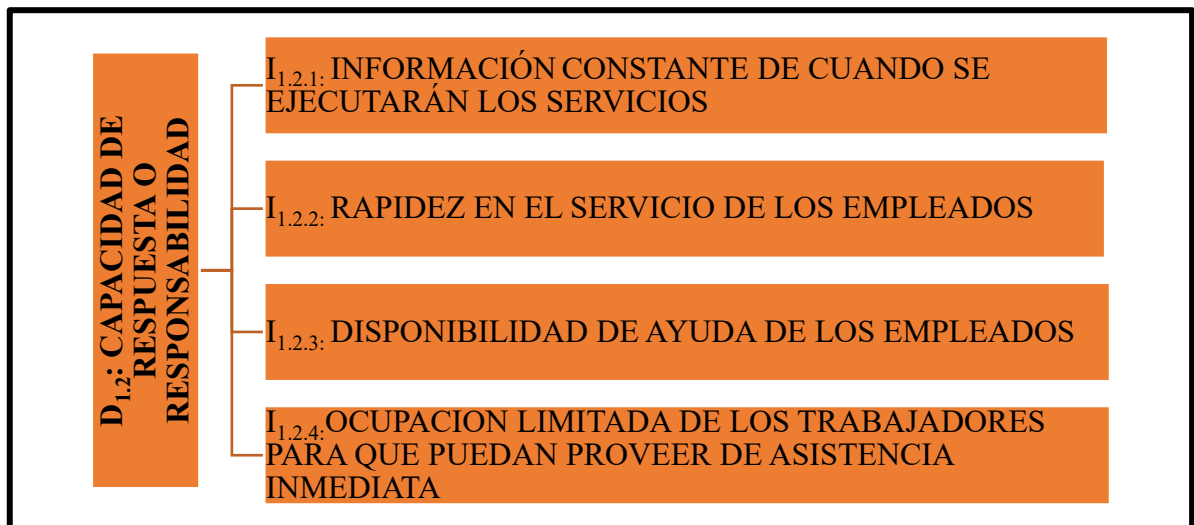 D1.2: CAPACIDAD DE
RESPUESTA O
RESPONSABILIDAD
I1.2.1: INFORMACIÓN CONSTANTE DE CUANDO SE
EJECUTARÁN LOS SERVICIOS
I1.2.2: RAPIDEZ EN EL SERVICIO DE LOS EMPLEADOS
I1.2.3: DISPONIBILIDAD DE AYUDA DE LOS EMPLEADOS
I1.2.4:OCUPACION LIMITADA DE LOS TRABAJADORES
PARA QUE PUEDAN PROVEER DE ASISTENCIA
INMEDIATA